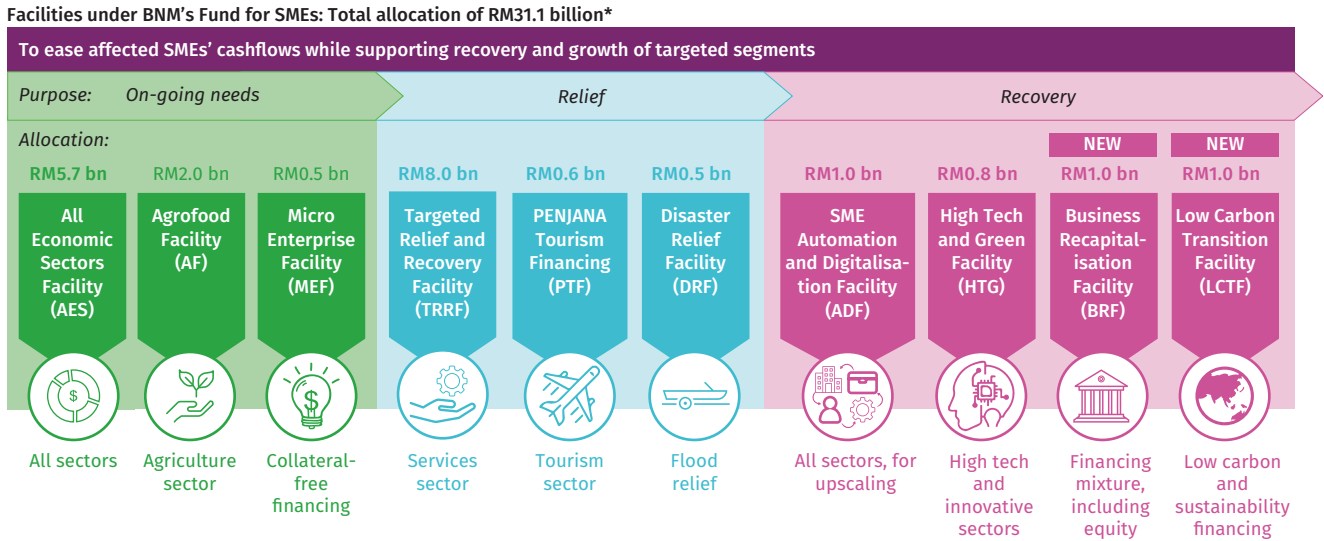 Facilities under BNM’s Fund for SMEs: Total allocation of RM31.1 billion*
To ease affected SMEs’ cashflows while supporting recovery and growth of targeted segments
Purpose: On-going needs
Relief
Recovery
Allocation:
RM5.7 bn
All
Economic
Sectors
Facility
(AES)
$
All sectors
RM2.0 bn
Agrofood
Facility
(AF)
Agriculture
sector
RM0.5 bn
Micro
Enterprise
Facility
(MEF)
$
Collateral-
free
financing
RM8.0 bn
Targeted
Relief and
Recovery
Facility
(TRRF)
Services
sector
RM0.6 bn
PENJANA
Tourism
Financing
(PTF)
Tourism
sector
RM0.5 bn
Disaster
Relief
Facility
(DRF)
Flood
relief
RM1.0 bn
SME
Automation
and Digitalisa-
tion Facility
(ADF)
All sectors, for
upscaling
RM0.8 bn
High Tech
and Green
Facility
(HTG)
High tech
and
innovative
sectors
NEW
RM1.0 bn
Business
Recapital-
isation
Facility
(BRF)
Financing
mixture,
including
equity
NEW
RM1.0 bn
Low Carbon
Transition
Facility
(LCTF)
Low carbon
and
sustainability
financing